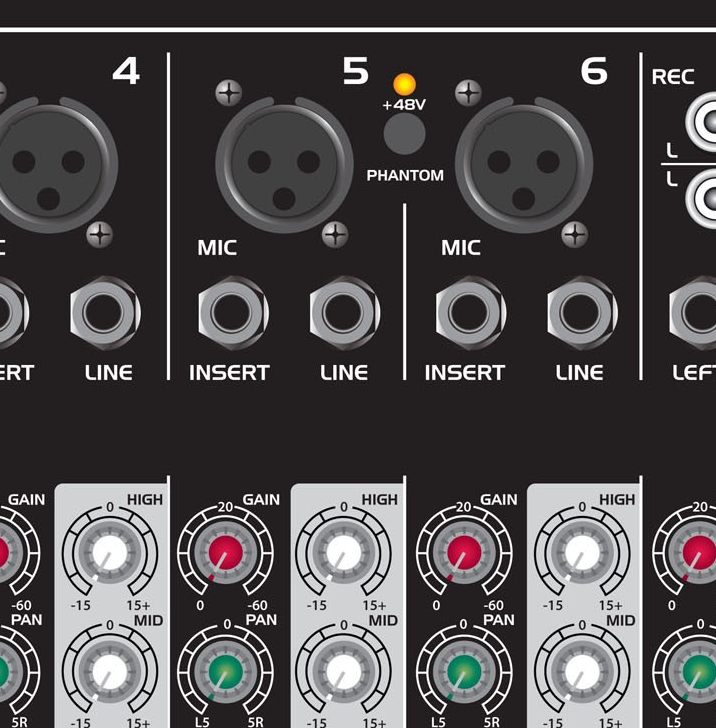 4
5
6
REC
+48V
L
PHANTOM
L
MIC
MIC
LINE
INSERT
LINE
INSERT
LINE
GAIN
HIGH
GAIN
HIGH
GAIN
HIGH
0
20
0
20
0
20
-60
-15
15+
0
-60
-15
15+
0
-60
-15
15+
0
PAN
MID
PAN
MID
PAN
MID
0
0
0
0
0
0
5R
-15
15+
L5
5R
-15
15+
L5
5R
-15
15+
L5